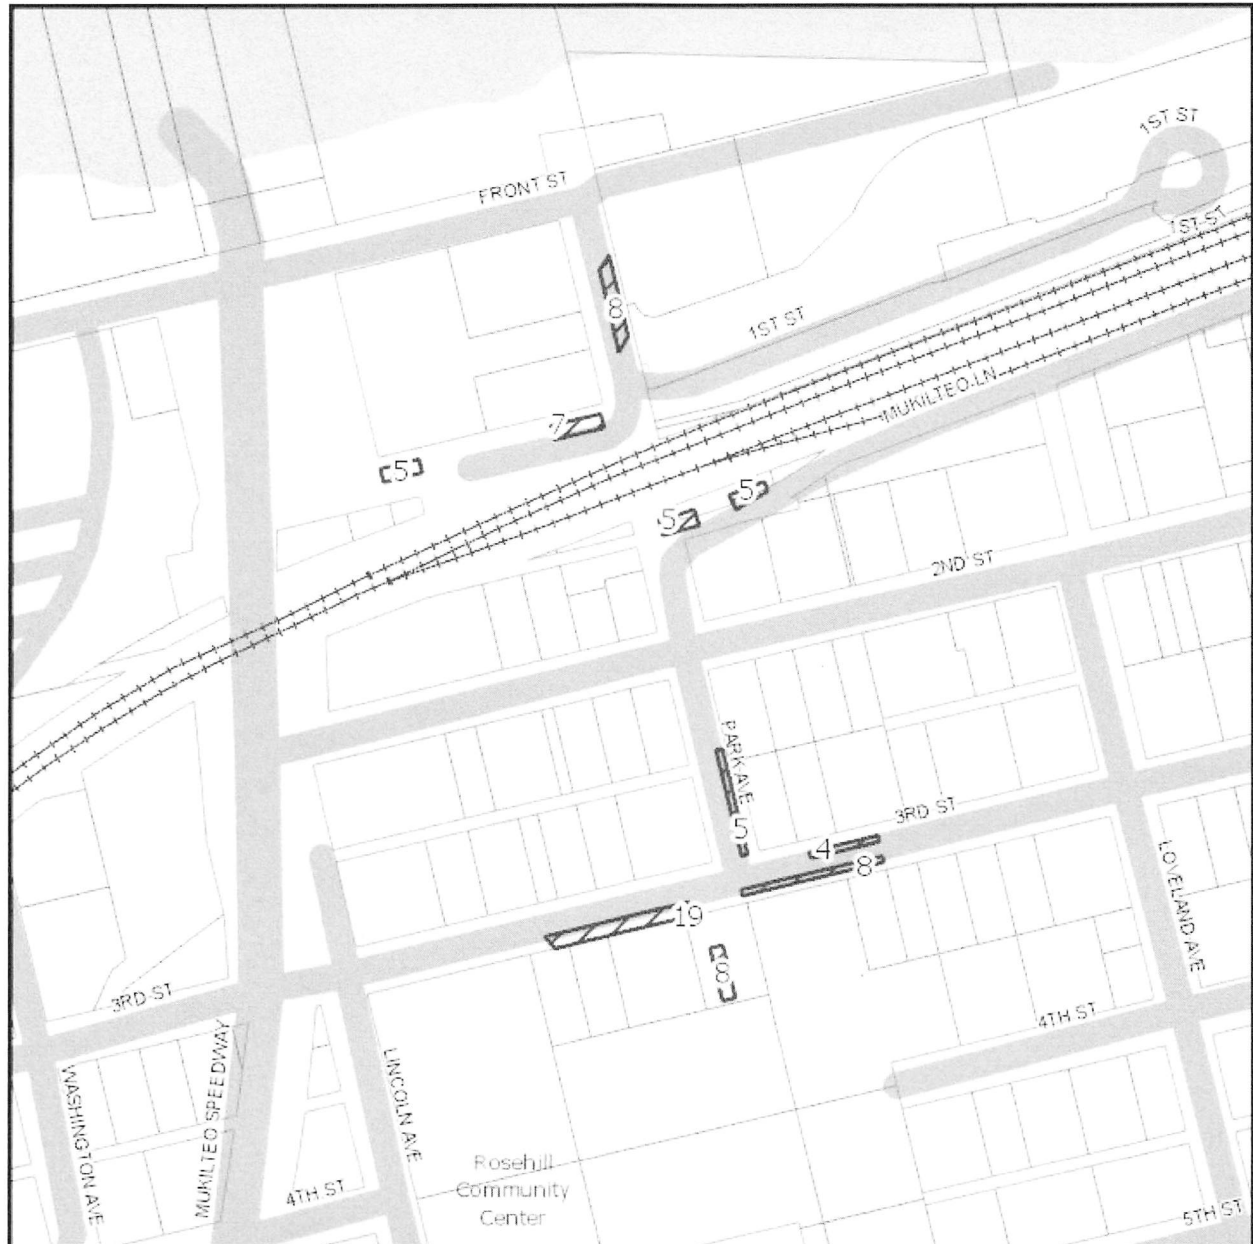 1ST ST
FRONT ST
1ST ST
8
1ST ST
MUKILTEO LN
7
5
5
5
2ND ST
PARK AVE
3RD ST
5
4
8
LOVELAND AVE
19
8
3RD ST
4TH ST
MUKILTEO SPEEDWAY
LINCOLN AVE
WASHINGTON AVE
Rosehill
Community
Center
4TH ST
5TH ST